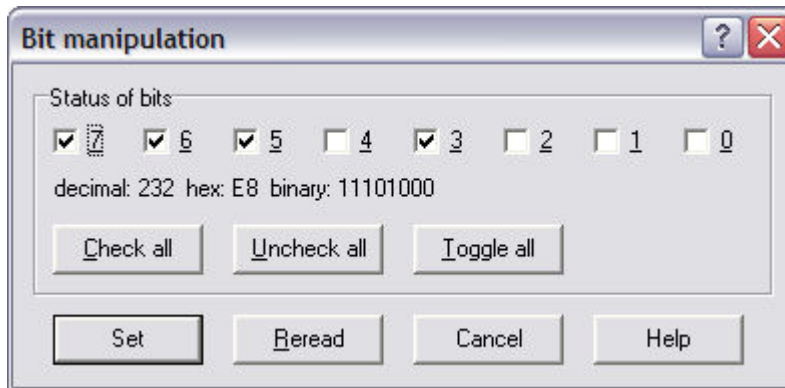 Bit manipulation
Status of bits
7 6 5 4 3 2 1 0
decimal: 232 hex: E8 binary: 11101000
Check all Uncheck all Toggle all
Set Reread Cancel Help